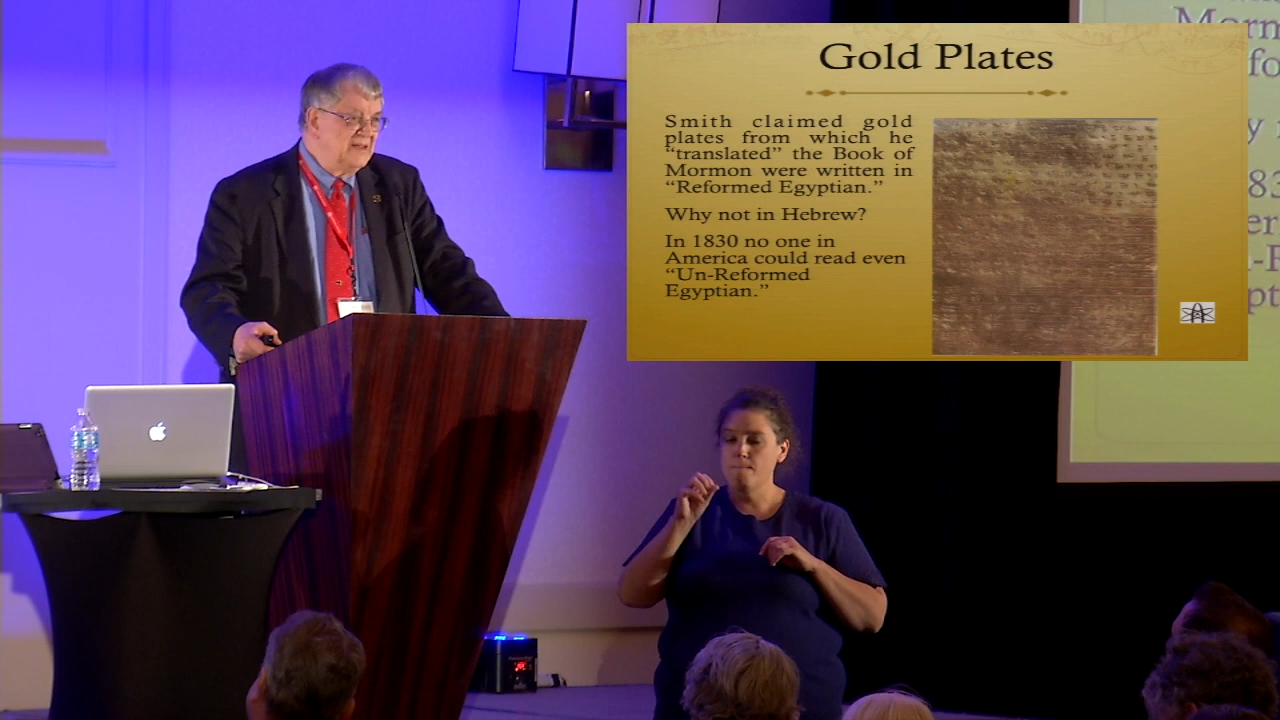 Gold Plates
Smith claimed gold
plates from which he
“translated” the Book of
Mormon were written in
“Reformed Egyptian.”
Why not in Hebrew?
In 1830 no one in
America could read even
“Un-Reformed
Egyptian.”